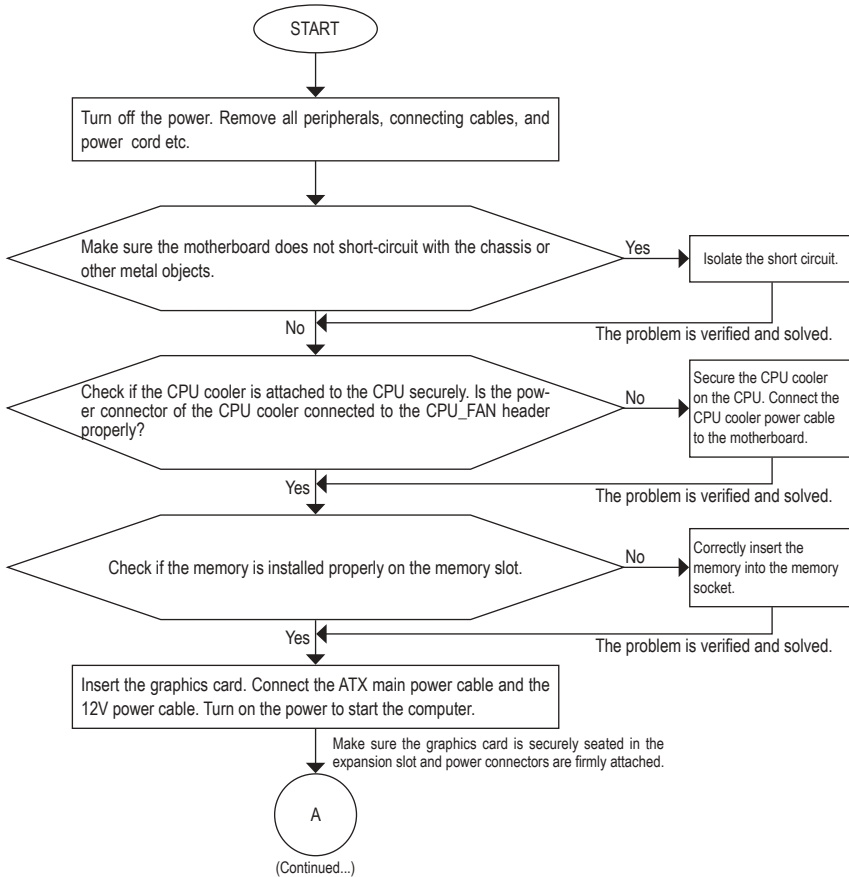 START
Turn off the power. Remove all peripherals, connecting cables, and
power cord etc.
Make sure the motherboard does not short-circuit with the chassis or
other metal objects.
Yes
Isolate the short circuit.
No
The problem is verified and solved.
Check if the CPU cooler is attached to the CPU securely. Is the pow-
er connector of the CPU cooler connected to the CPU_FAN header
properly?
No
Secure the CPU cooler
on the CPU. Connect the
CPU cooler power cable
to the motherboard.
Yes
The problem is verified and solved.
Check if the memory is installed properly on the memory slot.
No
Correctly insert the
memory into the memory
socket.
Yes
The problem is verified and solved.
Insert the graphics card. Connect the ATX main power cable and the
12V power cable. Turn on the power to start the computer.
Make sure the graphics card is securely seated in the
expansion slot and power connectors are firmly attached.
A
(Continued...)